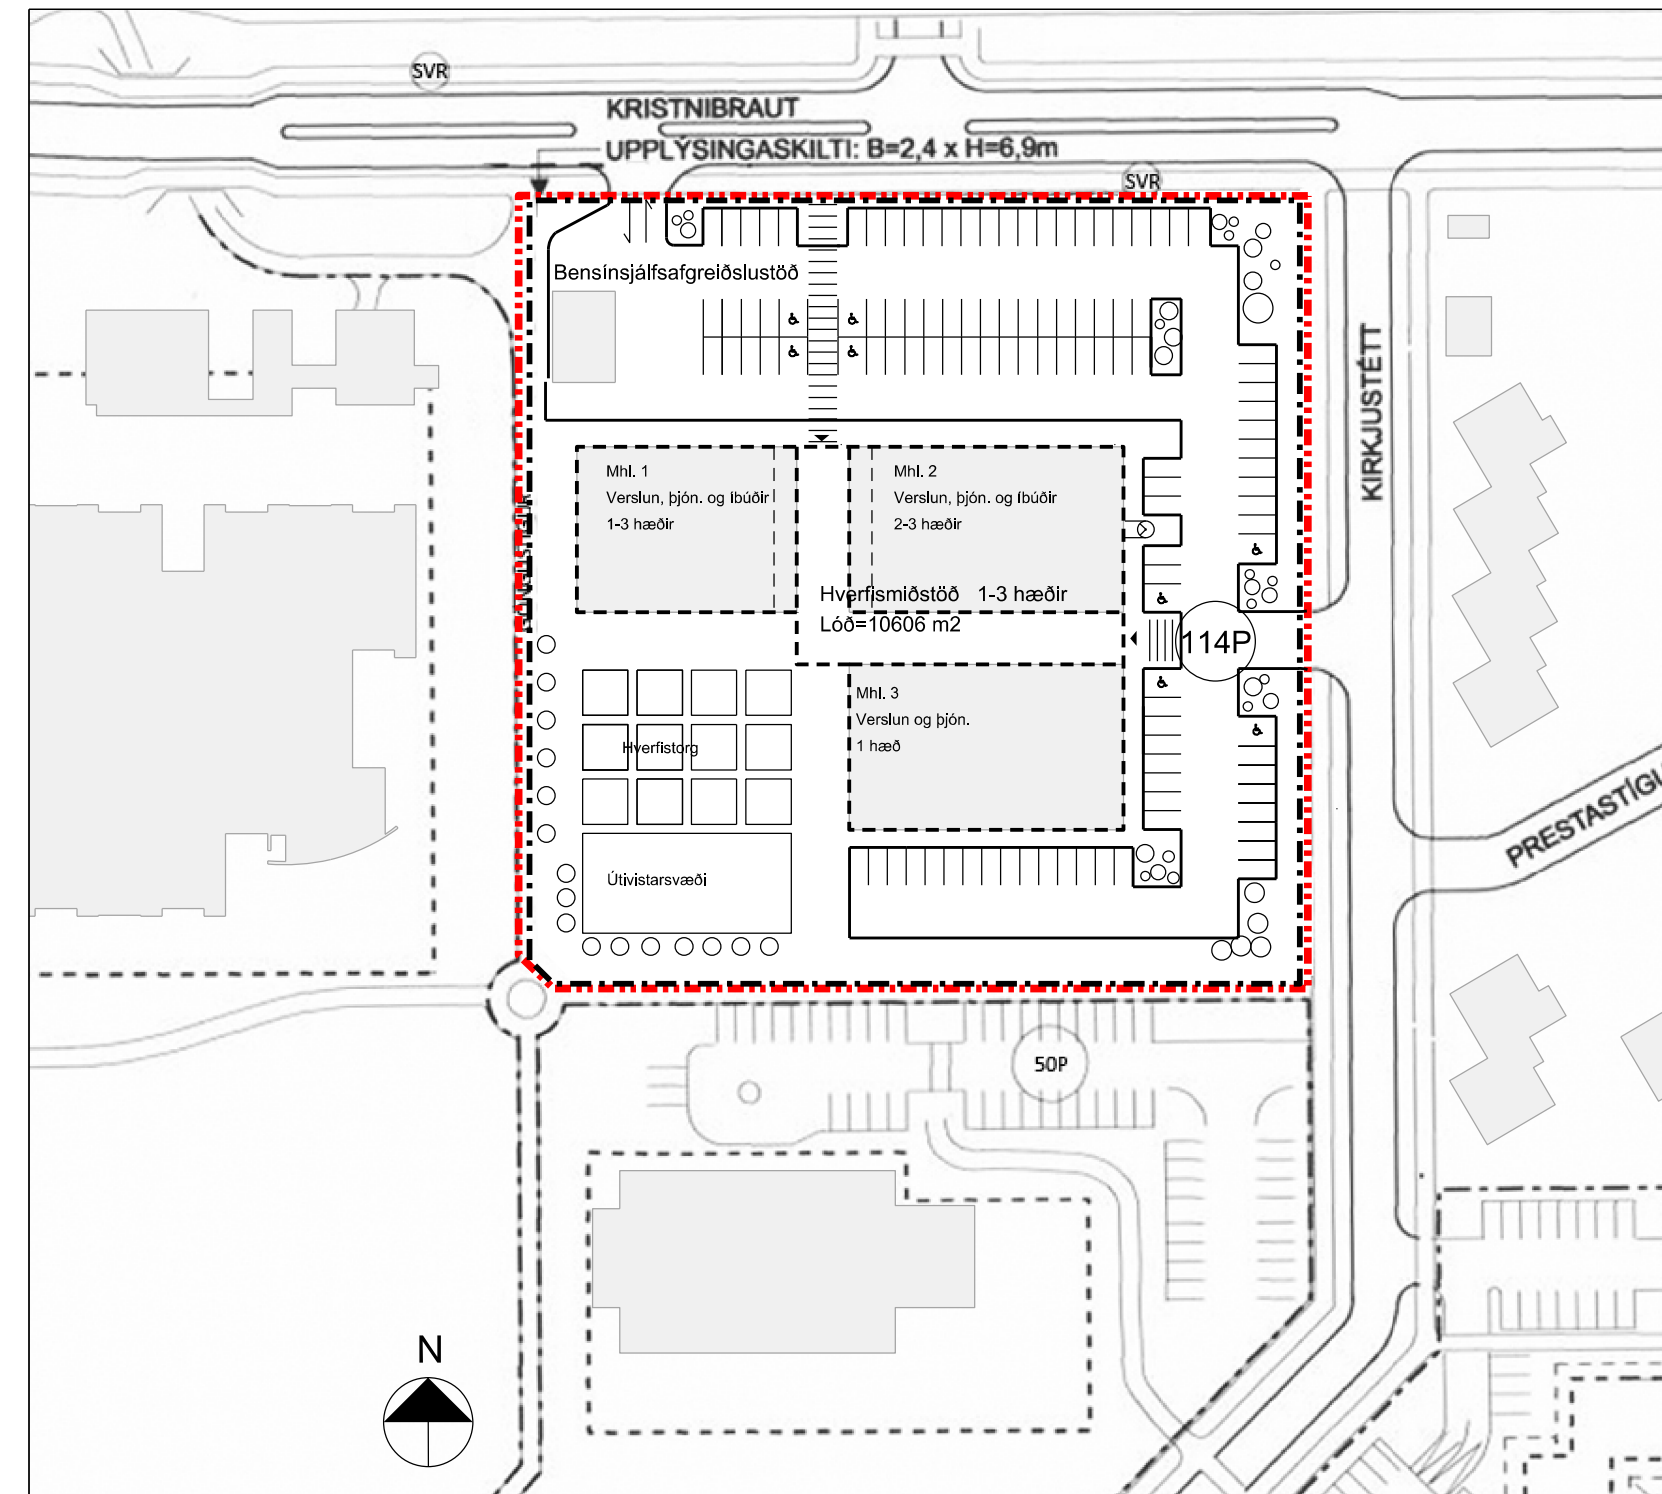 SVR
KRISTNIBRAUT
UPPLÝSINGASKILTI: B=2,4 x H=6,9m
SVR
Bensínsjálfsafgreiðslustöð
KIRKJUSTÉTT
Mhl. 1
Verslun, þjón. og íbúðir
1-3 hæðir
Mhl. 2
Verslun, þjón. og íbúðir
2-3 hæðir
Hverfismiðstöð 1-3 hæðir
Lóð=10606 m2
114P
Mhl. 3
Verslun og þjón.
1 hæð
Hverfistorg
PRESTASTÍGU
Útivistarsvæði
50P
N